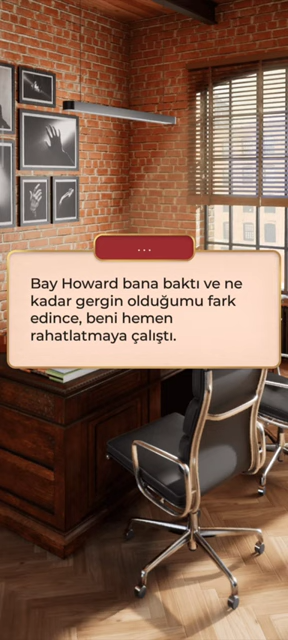 ...
Bay Howard bana baktı ve ne
kadar gergin olduğumu fark
edince, beni hemen
rahatlatmaya çalıştı.